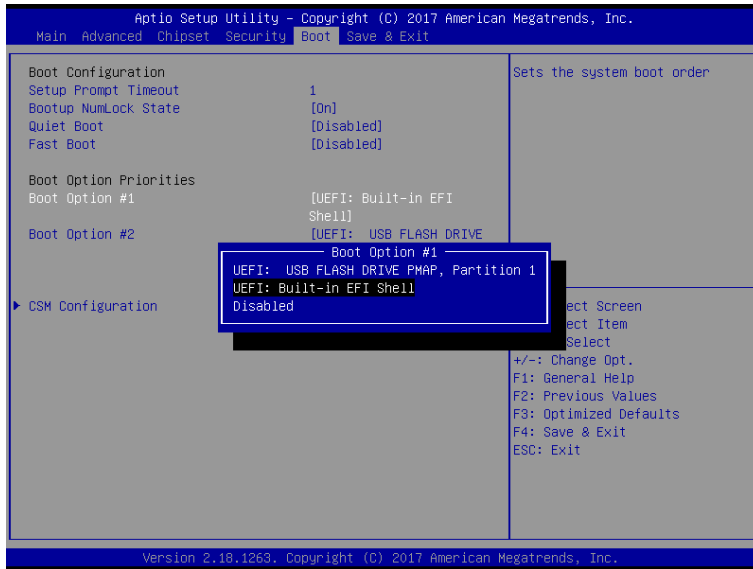 Aptio Setup Utility – Copyright (C) 2017 American Megatrends, Inc.
Main Advanced Chipset Security Boot Save & Exit
Boot Configuration
Setup Prompt Timeout 1
Bootup NumLock State [On]
Quiet Boot [Disabled]
Fast Boot [Disabled]
Boot Option Priorities
Boot Option #1 [UEFI: Built-in EFI
Shell]
Boot Option #2 [UEFI: USB FLASH DRIVE
Boot Option #1
UEFI: USB FLASH DRIVE PMAP, Partition 1
UEFI: Built-in EFI Shell
Disabled
CSM Configuration
Sets the system boot order
ect Screen
ect Item
Select
+/-: Change Opt.
F1: General Help
F2: Previous Values
F3: Optimized Defaults
F4: Save & Exit
ESC: Exit
Version 2.18.1263. Copyright (C) 2017 American Megatrends, Inc.